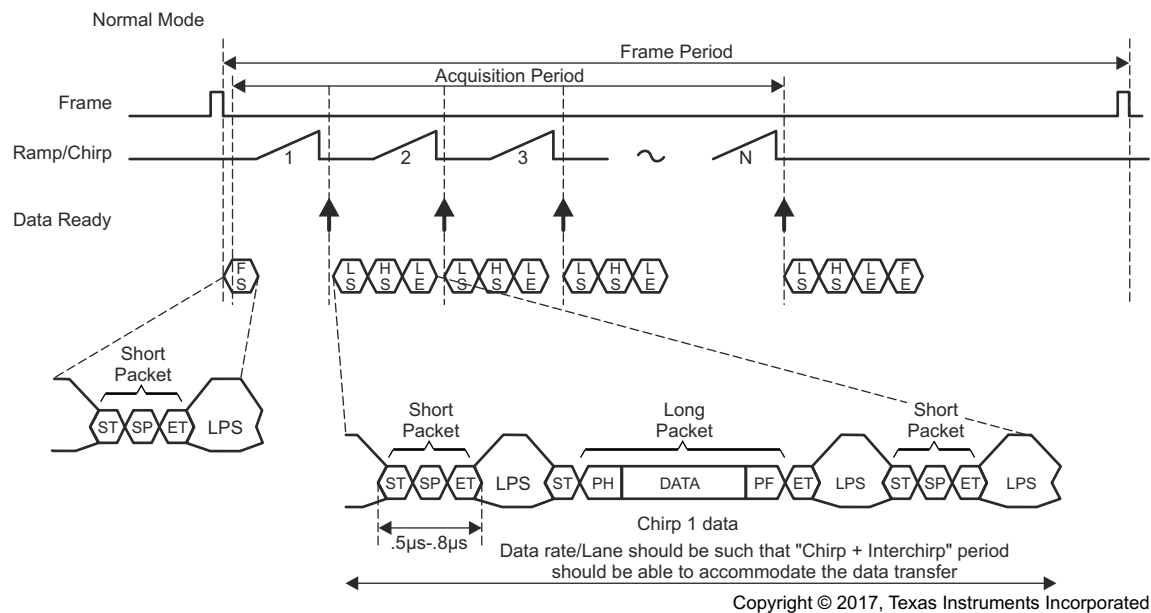 Normal Mode
Frame Period
Acquisition Period
Frame
Ramp/Chirp
1
2
3
N
Data Ready
F
S
L
S
H
S
L
E
L
S
H
S
L
E
L
S
H
S
L
E
L
S
H
S
L
E
F
E
Short
Packet
ST
SP
ET
LPS
Short
Packet
Long
Packet
Short
Packet
ST
SP
ET
LPS
ST
PH
DATA
PF
ET
LPS
ST
SP
ET
LPS
.5µs-.8µs
Chirp 1 data
Data rate/Lane should be such that "Chirp + Interchirp" period
should be able to accommodate the data transfer
Copyright © 2017, Texas Instruments Incorporated